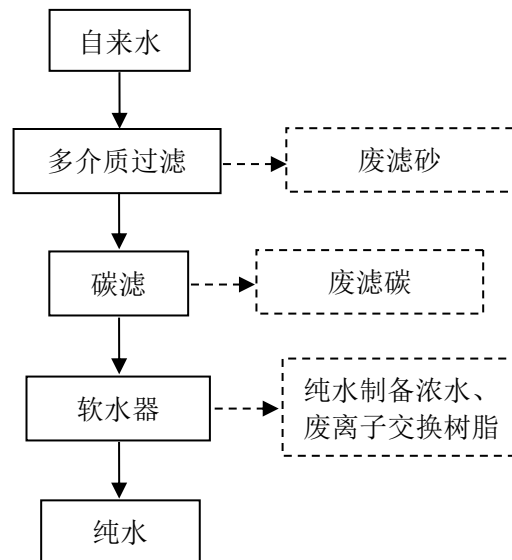 自来水
多介质过滤
废滤砂
碳滤
废滤碳
软水器
纯水制备浓水、
废离子交换树脂
纯水